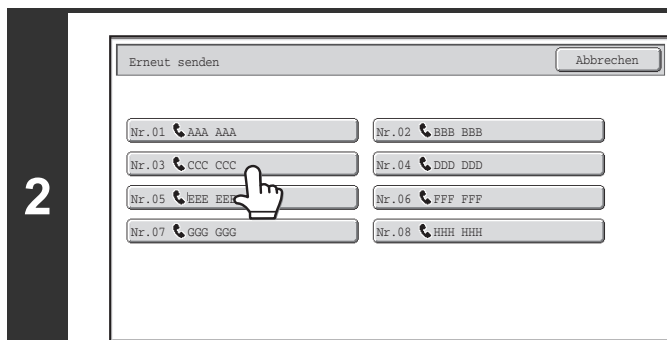 2
Erneut senden
Abbrechen
Nr.01 AAA AAA
Nr.02 BBB BBB
Nr.03 CCC CCC
Nr.04 DDD DDD
Nr.05 EEE EEE
Nr.06 FFF FFF
Nr.07 GGG GGG
Nr.08 HHH HHH